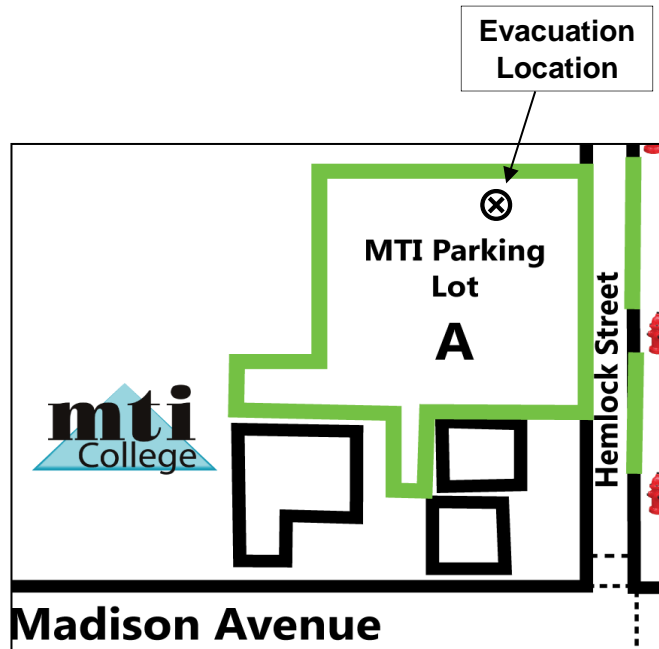 Evacuation
Location
MTI Parking
Lot
A
Hemlock Street
mti
College
Madison Avenue